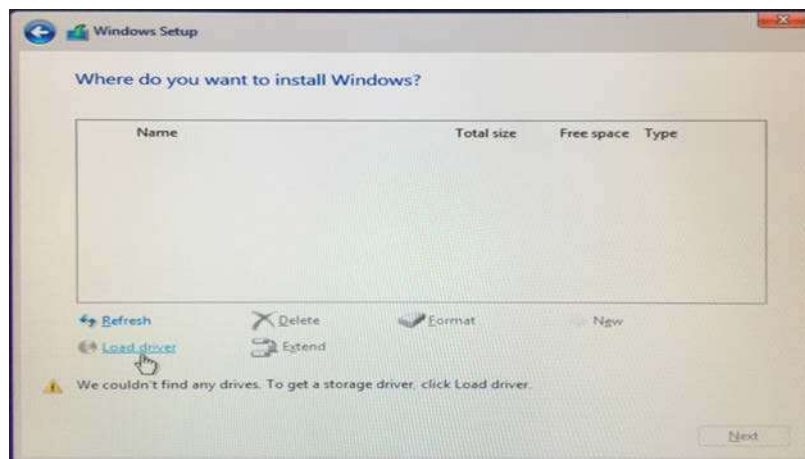 Windows Setup
Where do you want to install Windows?
Name Total size Free space Type
Refresh Delete Format New
Load driver Extend
We couldn't find any drives. To get a storage driver, click Load driver.
Next